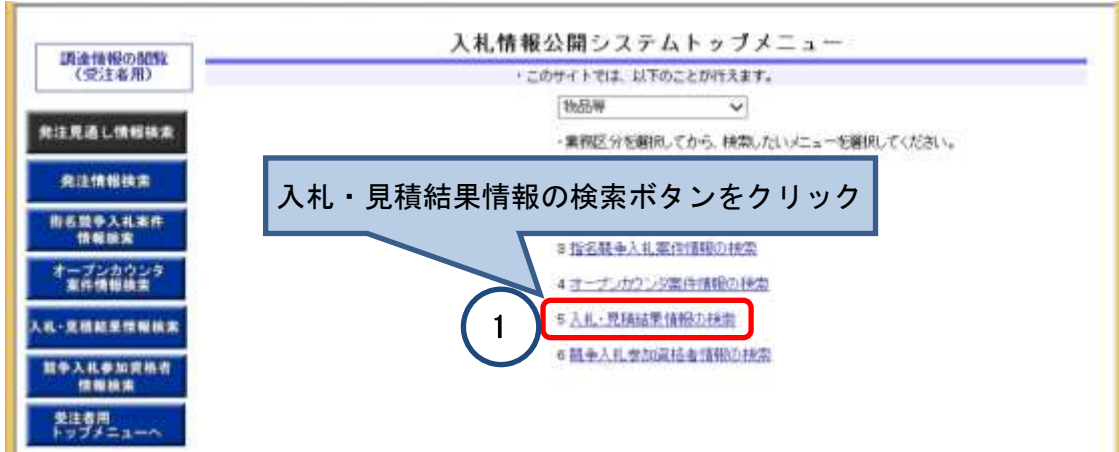 入札情報公開システムトップメニュー
調達情報の閲覧
(受注者用)
・このサイトでは、以下のことが行えます。
物品等
・業務区分を選択してから、検索したいメニューを選択してください。
発注見通し情報検索
発注情報検索
指名競争入札案件
情報検索
オープンカウンタ
案件情報検索
入札・見積結果情報検索
競争入札参加資格者
情報検索
受注者用
トップメニューへ
入札・見積結果情報の検索ボタンをクリック
3 指名競争入札案件情報の検索
4 オープンカウンタ案件情報の検索
1
5 入札・見積結果情報の検索
6 競争入札参加資格者情報の検索